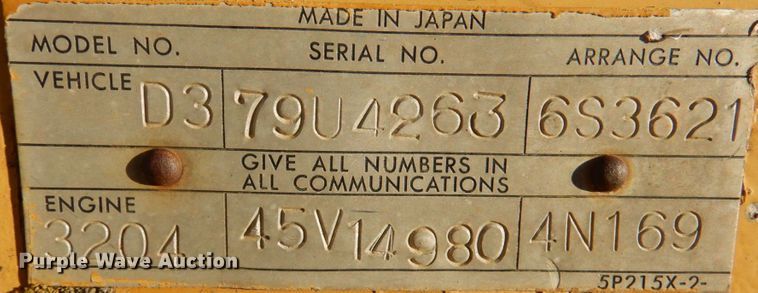 MADE IN JAPAN
MODEL NO. SERIAL NO. ARRANGE NO.
VEHICLE D3 79U4263 6S3621
GIVE ALL NUMBERS IN
ALL COMMUNICATIONS
ENGINE 3204 45V14980 4N169
Purple Wave Auction
5P215X-2-